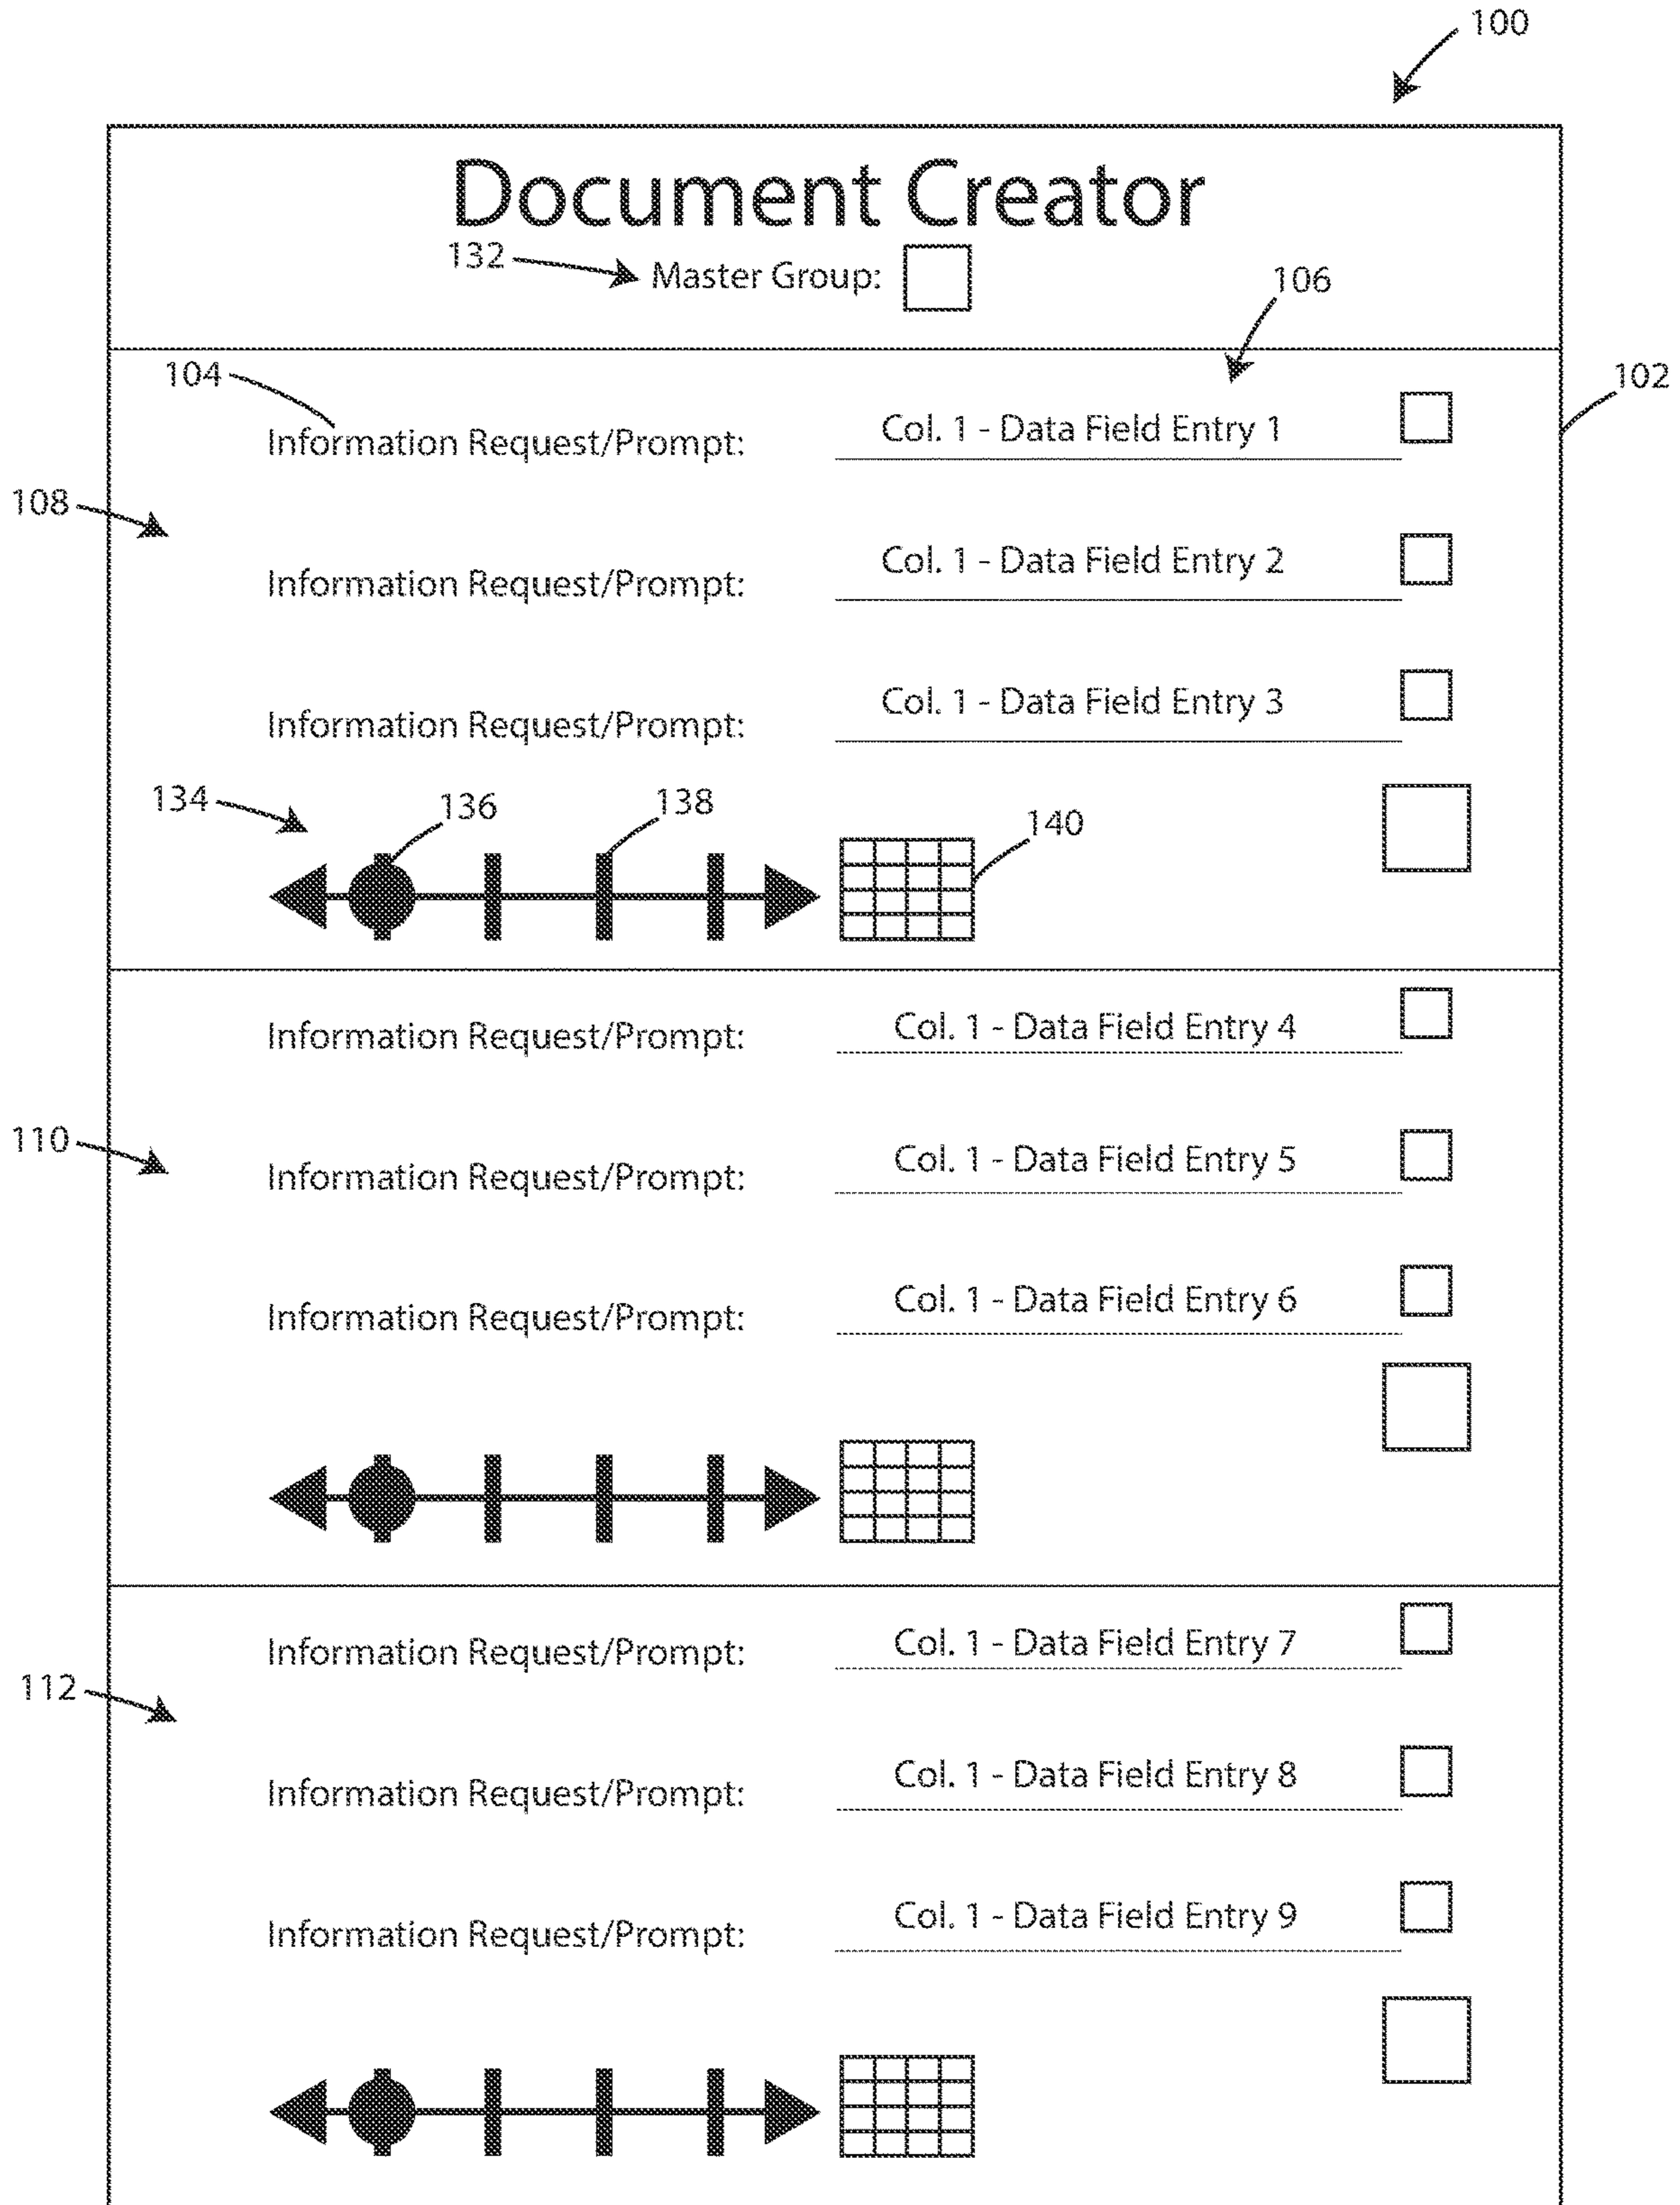 100
Document Creator
132 Master Group:
106
104
102
Information Request/Prompt: Col. 1 - Data Field Entry 1
108
Information Request/Prompt: Col. 1 - Data Field Entry 2
Information Request/Prompt: Col. 1 - Data Field Entry 3
134 136 138 140
Information Request/Prompt: Col. 1 - Data Field Entry 4
110
Information Request/Prompt: Col. 1 - Data Field Entry 5
Information Request/Prompt: Col. 1 - Data Field Entry 6
Information Request/Prompt: Col. 1 - Data Field Entry 7
112
Information Request/Prompt: Col. 1 - Data Field Entry 8
Information Request/Prompt: Col. 1 - Data Field Entry 9